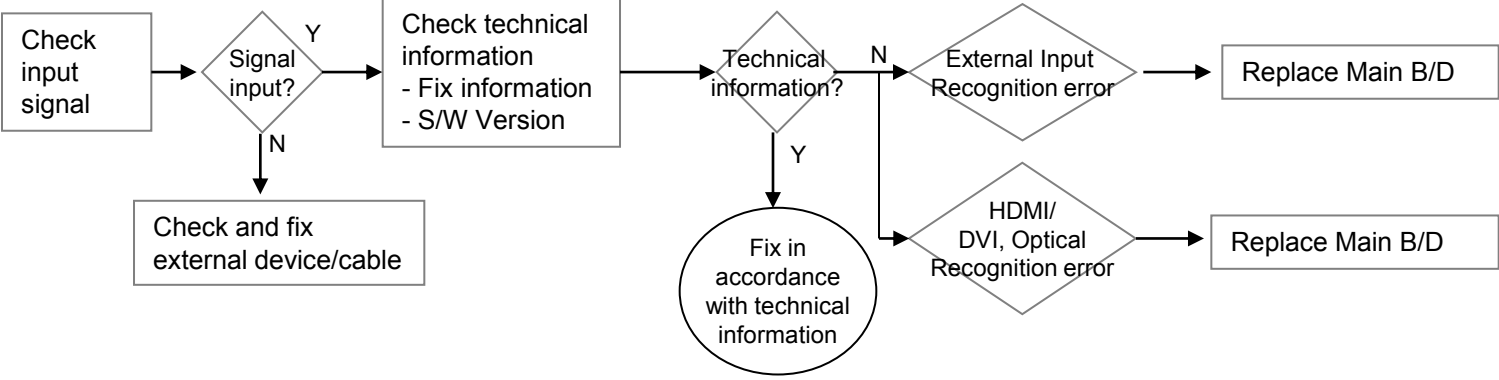 Check
input
signal
Signal
input?
Y
N
Check and fix
external device/cable
Check technical
information
- Fix information
- S/W Version
Technical
information?
N
Y
Fix in
accordance
with technical
information
External Input
Recognition error
Replace Main B/D
HDMI/
DVI, Optical
Recognition error
Replace Main B/D